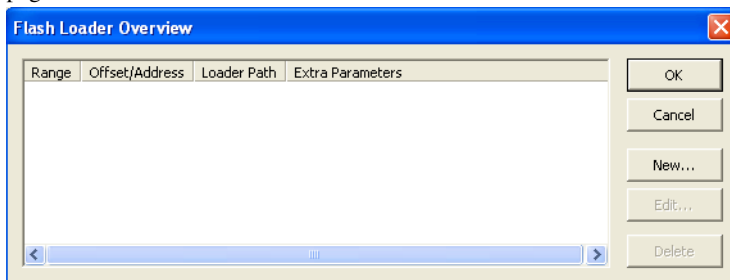 Flash Loader Overview
Range Offset/Address Loader Path Extra Parameters
OK
Cancel
New...
Edit...
Delete